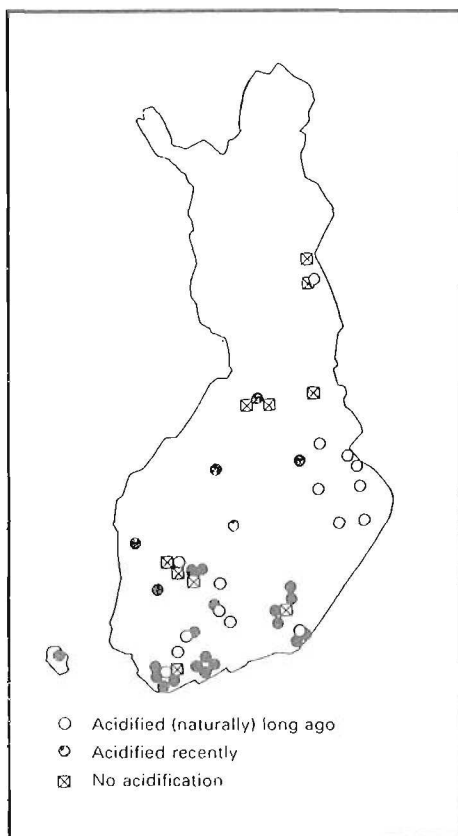 Acidified (naturally) long ago
Acidified recently
No acidification